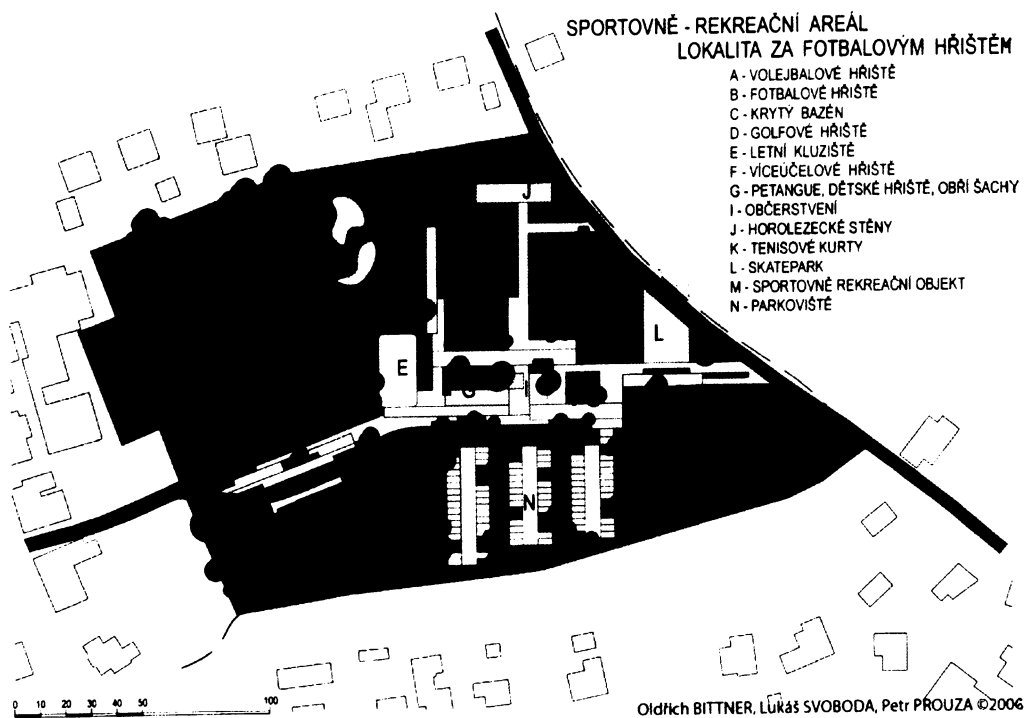 SPORTOVNĚ - REKREAČNÍ AREÁL
LOKALITA ZA FOTBALOVÝM HŘIŠTĚM
A - VOLEJBALOVÉ HŘIŠTĚ
B - FOTBALOVÉ HŘIŠTĚ
C - KRYTÝ BAZÉN
D - GOLFOVÉ HŘIŠTĚ
E - LETNÍ KLUZIŠTĚ
F - VÍCEÚČELOVÉ HŘIŠTĚ
G - PETANGUE, DĚTSKÉ HŘIŠTĚ, OBŘÍ ŠACHY
I - OBČERSTVENÍ
J - HOROLEZECKÉ STĚNY
K - TENISOVÉ KURTY
L - SKATEPARK
M - SPORTOVNĚ REKREAČNÍ OBJEKT
N - PARKOVIŠTĚ
J
L
E
G
I
N
0 10 20 30 40 50 100
Oldřich BITTNER, Lukáš SVOBODA, Petr PROUZA ©2006